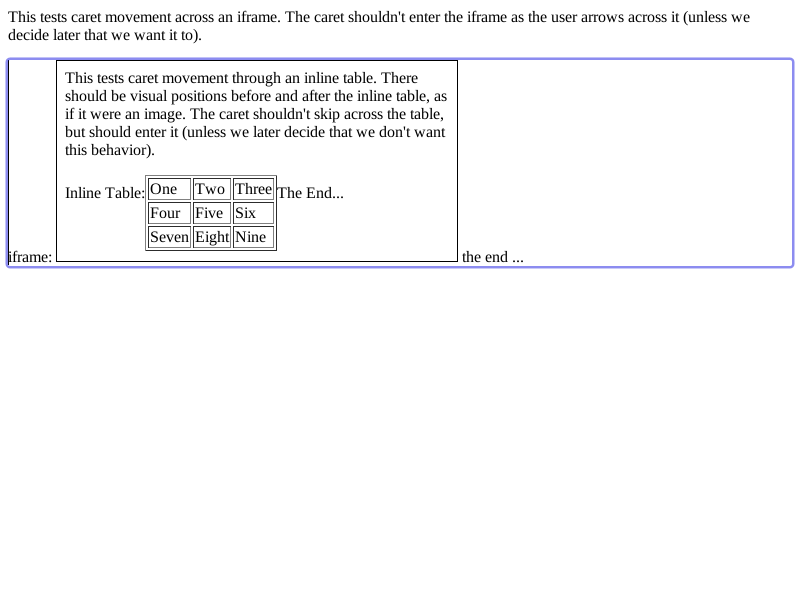 This tests caret movement across an iframe. The caret shouldn't enter the iframe as the user arrows across it (unless we
decide later that we want it to).
This tests caret movement through an inline table. There
should be visual positions before and after the inline table, as
if it were an image. The caret shouldn't skip across the table,
but should enter it (unless we later decide that we don't want
this behavior).
Inline Table: One Two Three The End...
Four Five Six
Seven Eight Nine
iframe: the end ...